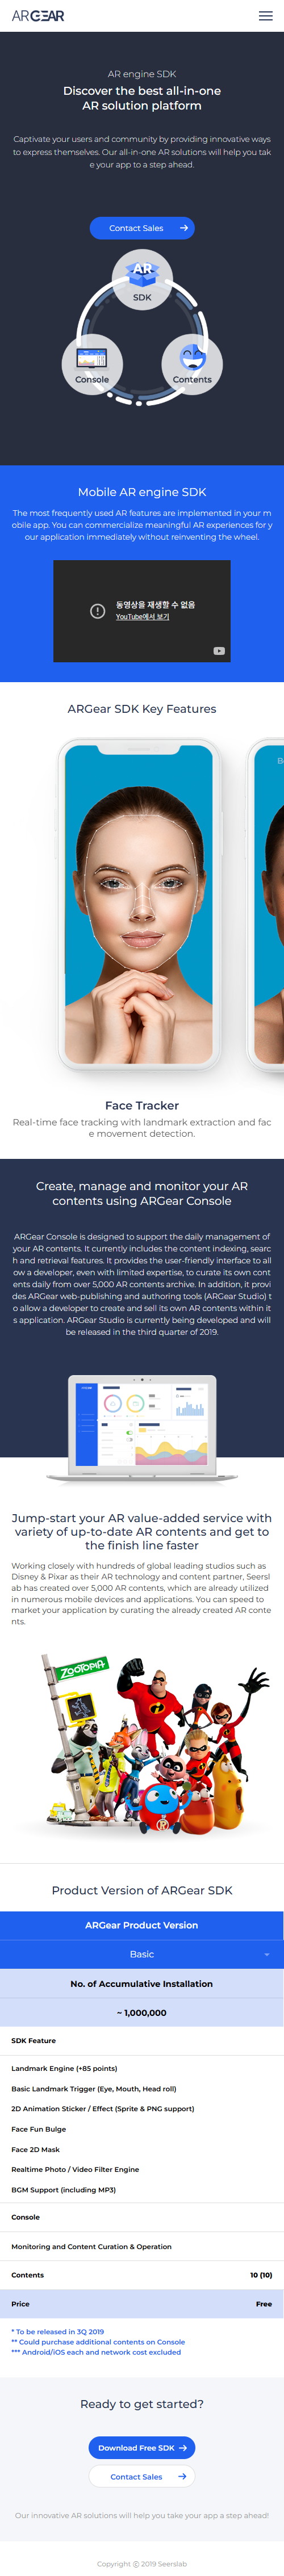 ARGEAR
AR engine SDK
Discover the best all-in-one
AR solution platform
Captivate your users and community by providing innovative ways
to express themselves. Our all-in-one AR solutions will help you tak
e your app to a step ahead.
Contact Sales
AR
SDK
Console
Contents
Mobile AR engine SDK
The most frequently used AR features are implemented in your m
obile app. You can commercialize meaningful AR experiences for y
our application immediately without reinventing the wheel.
동영상을 재생할 수 없음
YouTube에서 보기
ARGear SDK Key Features
Face Tracker
Real-time face tracking with landmark extraction and fac
e movement detection.
Create, manage and monitor your AR
contents using ARGear Console
ARGear Console is designed to support the daily management of
your AR contents. It currently includes the content indexing, searc
h and retrieval features. It provides the user-friendly interface to all
ow a developer, even with limited expertise, to curate its own cont
ents daily from over 5,000 AR contents archive. In addition, it provi
des ARGear web-publishing and authoring tools (ARGear Studio) t
o allow a developer to create and sell its own AR contents within it
s application. ARGear Studio is currently being developed and will
be released in the third quarter of 2019.
Jump-start your AR value-added service with
variety of up-to-date AR contents and get to
the finish line faster
Working closely with hundreds of global leading studios such as
Disney & Pixar as their AR technology and content partner, Seersl
ab has created over 5,000 AR contents, which are already utilized
in numerous mobile devices and applications. You can speed to
market your application by curating the already created AR conte
nts.
ZOOTOPIA
Product Version of ARGear SDK
ARGear Product Version
Basic
No. of Accumulative Installation
~ 1,000,000
SDK Feature
Landmark Engine (+85 points)
Basic Landmark Trigger (Eye, Mouth, Head roll)
2D Animation Sticker / Effect (Sprite & PNG support)
Face Fun Bulge
Face 2D Mask
Realtime Photo / Video Filter Engine
BGM Support (including MP3)
Console
Monitoring and Content Curation & Operation
Contents 10 (10)
Price Free
* To be released in 3Q 2019
** Could purchase additional contents on Console
*** Android/iOS each and network cost excluded
Ready to get started?
Download Free SDK
Contact Sales
Our innovative AR solutions will help you take your app a step ahead!
Copyright ⓒ 2019 Seerslab